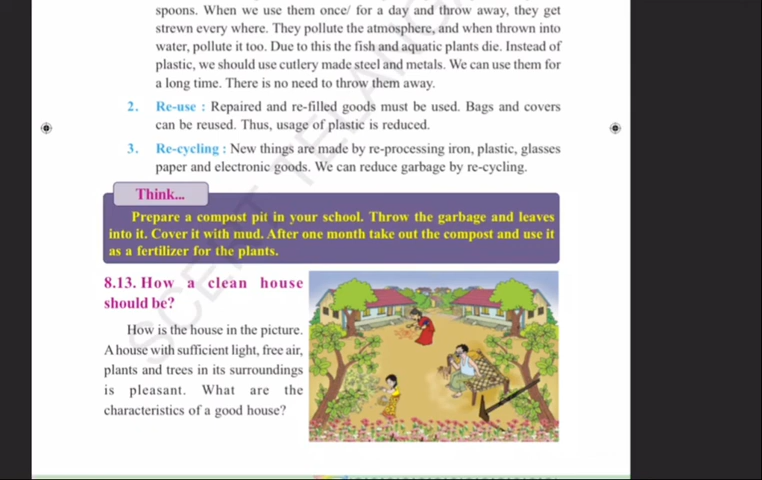 spoons. When we use them once/ for a day and throw away, they get
strewn every where. They pollute the atmosphere, and when thrown into
water, pollute it too. Due to this the fish and aquatic plants die. Instead of
plastic, we should use cutlery made steel and metals. We can use them for
a long time. There is no need to throw them away.
2. Re-use : Repaired and re-filled goods must be used. Bags and covers
can be reused. Thus, usage of plastic is reduced.
3. Re-cycling : New things are made by re-processing iron, plastic, glasses
paper and electronic goods. We can reduce garbage by re-cycling.
Think...
Prepare a compost pit in your school. Throw the garbage and leaves
into it. Cover it with mud. After one month take out the compost and use it
as a fertilizer for the plants.
8.13. How a clean house
should be?
How is the house in the picture.
A house with sufficient light, free air,
plants and trees in its surroundings
is pleasant. What are the
characteristics of a good house?